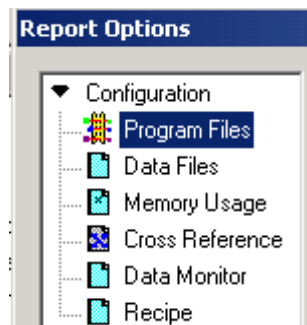 Report Options
Configuration
Program Files
Data Files
Memory Usage
Cross Reference
Data Monitor
Recipe